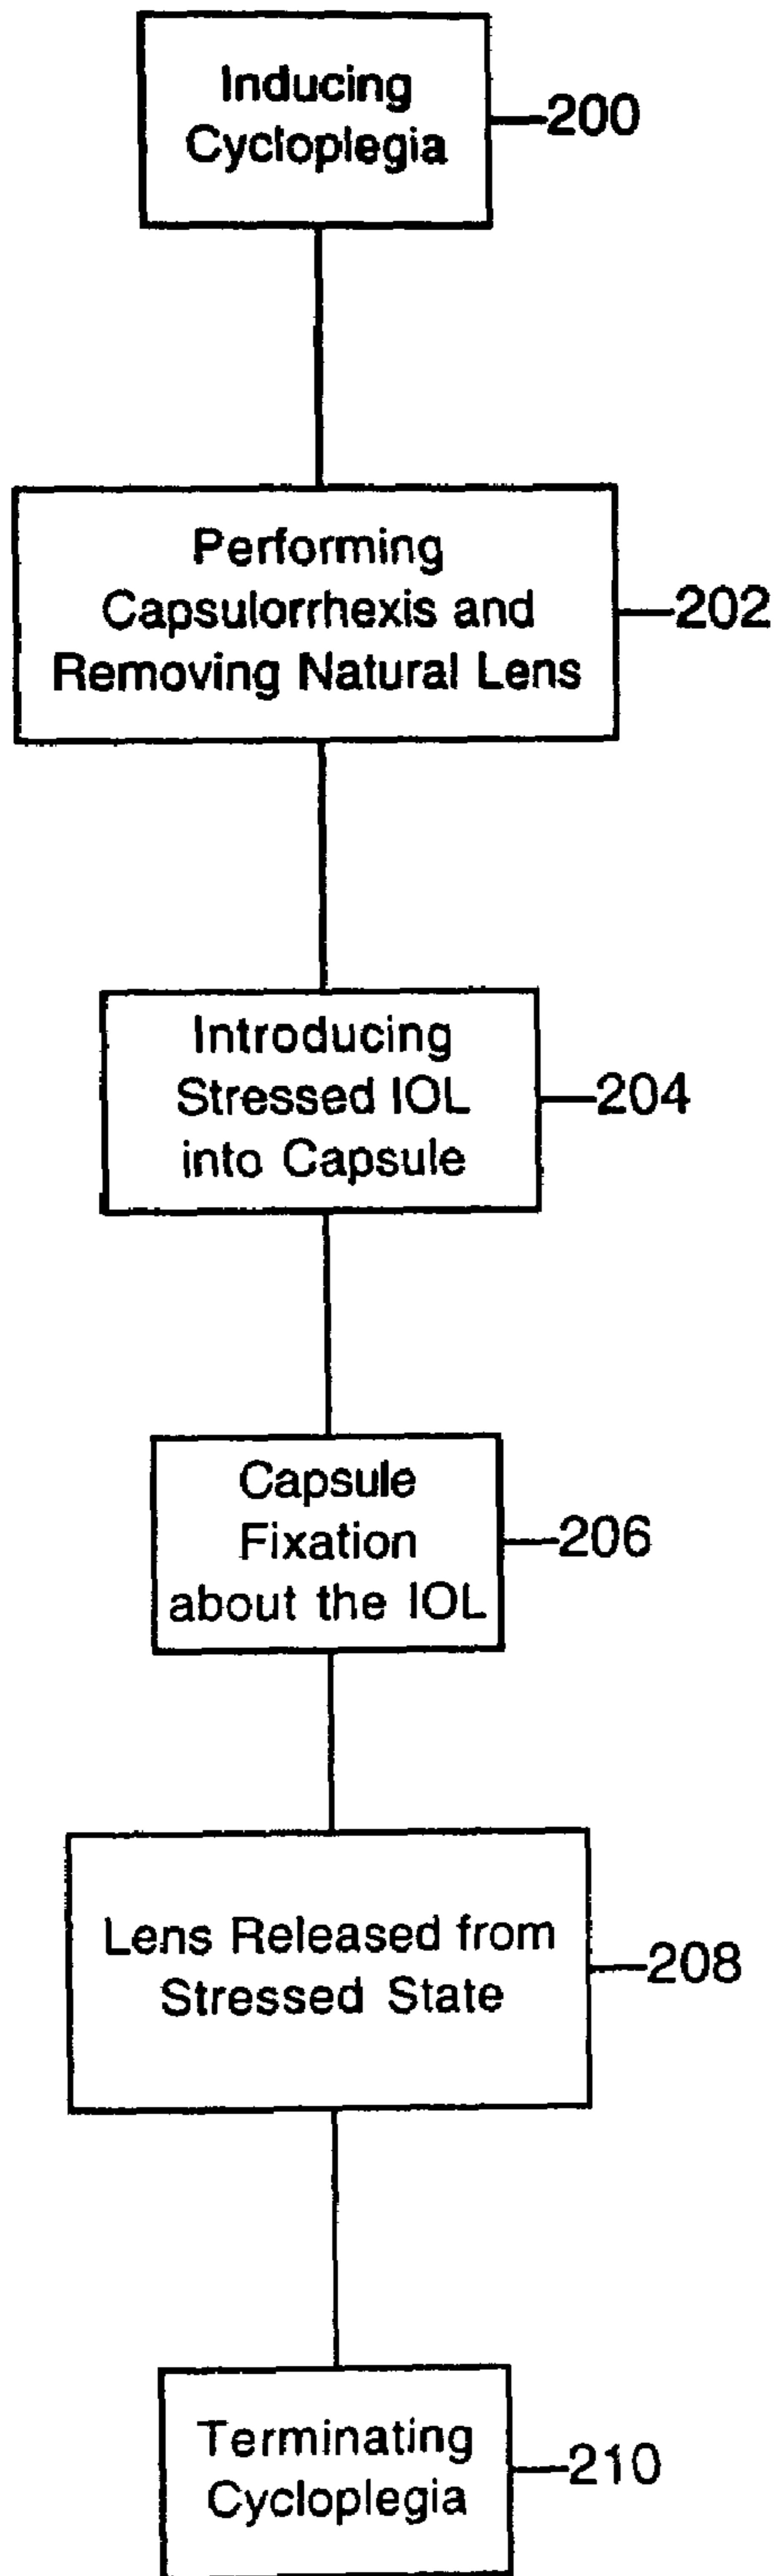 Inducing
Cycloplegia
200
Performing
Capsulorrhexis and
Removing Natural Lens
202
Introducing
Stressed IOL
into Capsule
204
Capsule
Fixation
about the IOL
206
Lens Released from
Stressed State
208
Terminating
Cycloplegia
210